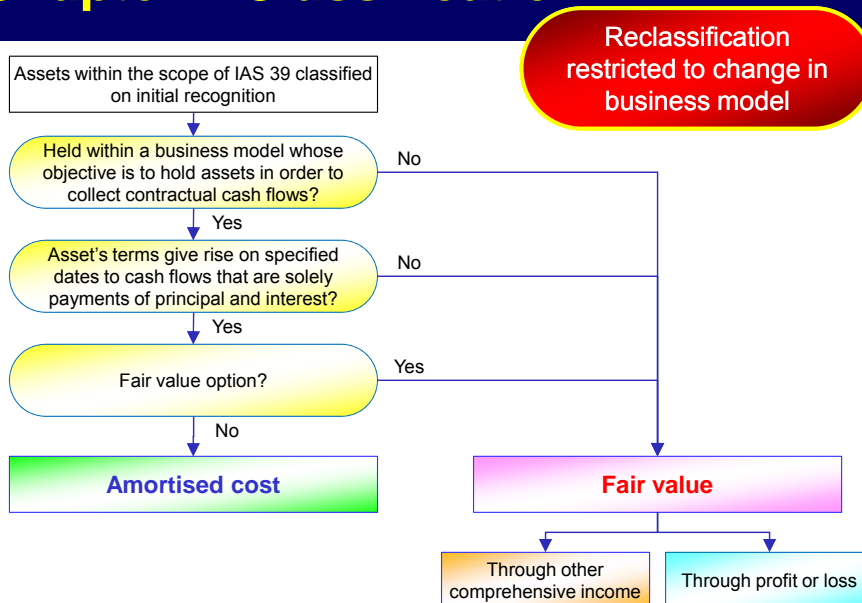 Reclassification
restricted to change in
business model
Assets within the scope of IAS 39 classified
on initial recognition
Held within a business model whose
objective is to hold assets in order to
collect contractual cash flows?
No
Yes
Asset's terms give rise on specified
dates to cash flows that are solely
payments of principal and interest?
No
Yes
Fair value option?
Yes
No
Amortised cost
Fair value
Through other
comprehensive income
Through profit or loss